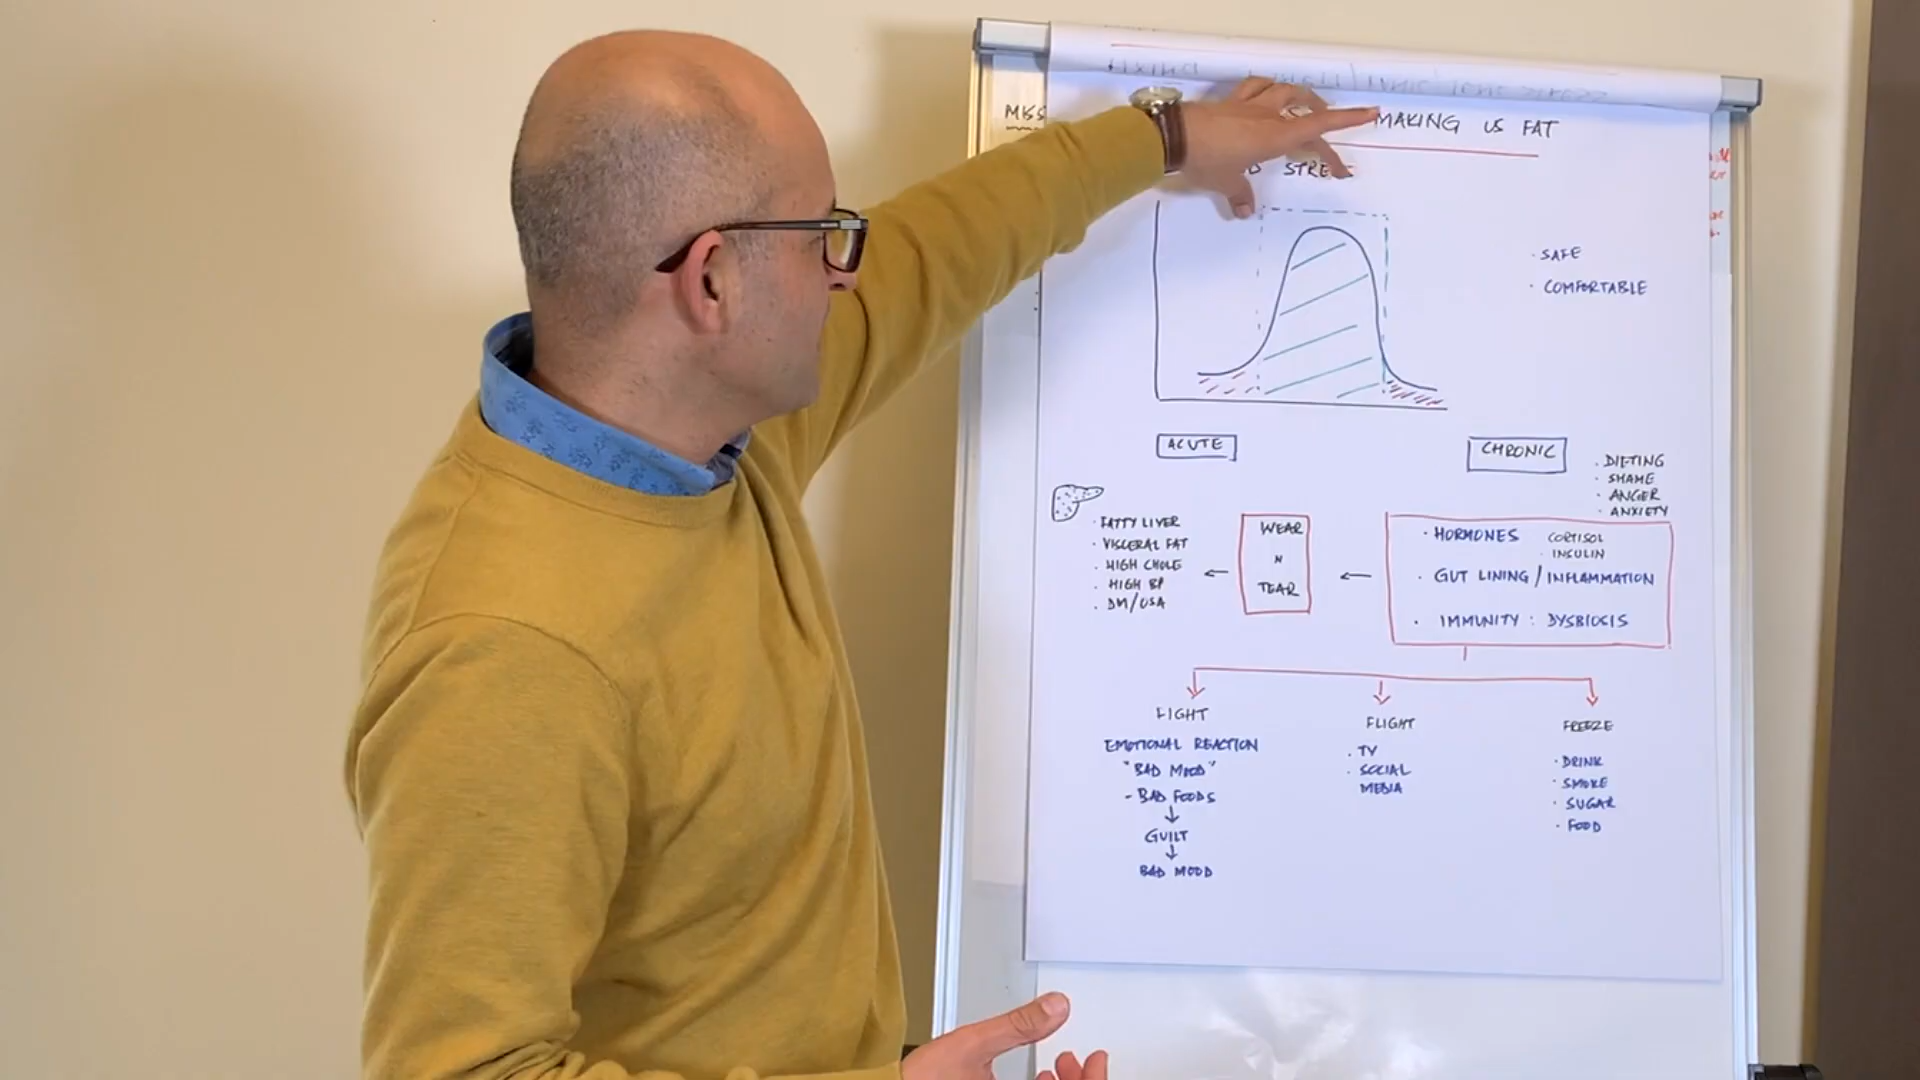 MAKING US FAT
STRE
· SAFE
· COMFORTABLE
ACUTE
CHRONIC
· DIETING
· SHAME
· ANGER
· ANXIETY
· FATTY LIVER
· VISCERAL FAT
· HIGH CHOLE
· HIGH BP
· DM/USA
WEAR
N
TEAR
· HORMONES CORTISOL
· INSULIN
· GUT LINING / INFLAMMATION
· IMMUNITY : DYSBIOSIS
FIGHT
EMOTIONAL REACTION
"BAD MOOD"
- BAD FOODS
↓
GUILT
↓
BAD MOOD
FLIGHT
· TV
· SOCIAL
MEDIA
FREEZE
· DRINK
· SMOKE
· SUGAR
· FOOD